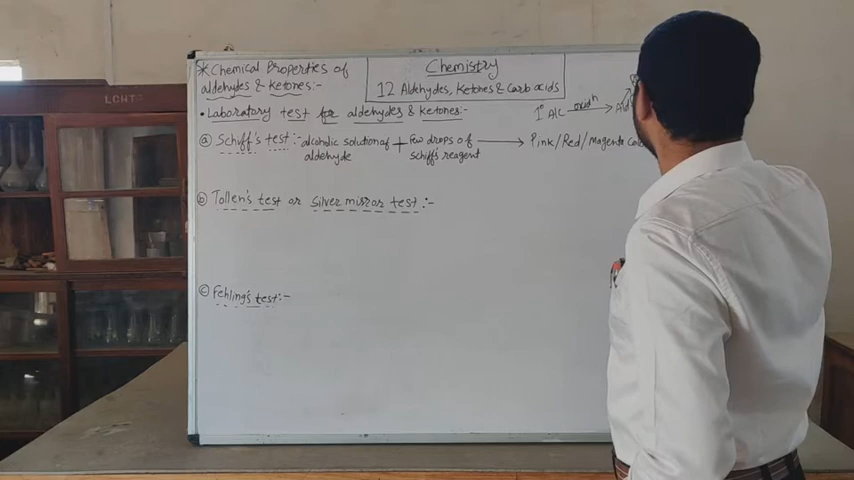 *Chemical Properties of
aldehydes & ketones:-
Chemistry
12 Aldehydes, Ketones & Carb acids
• Laboratory test for aldehydes & ketones:-
1° Alc oxidⁿ → Ald
ⓐ Schiff's test:- alcoholic solution of + Few drops of → Pink/Red/Magenta
aldehyde schiff's reagent
ⓑ Tollen's test or silver mirror test:-
ⓒ Fehling's test:-
LCHTO